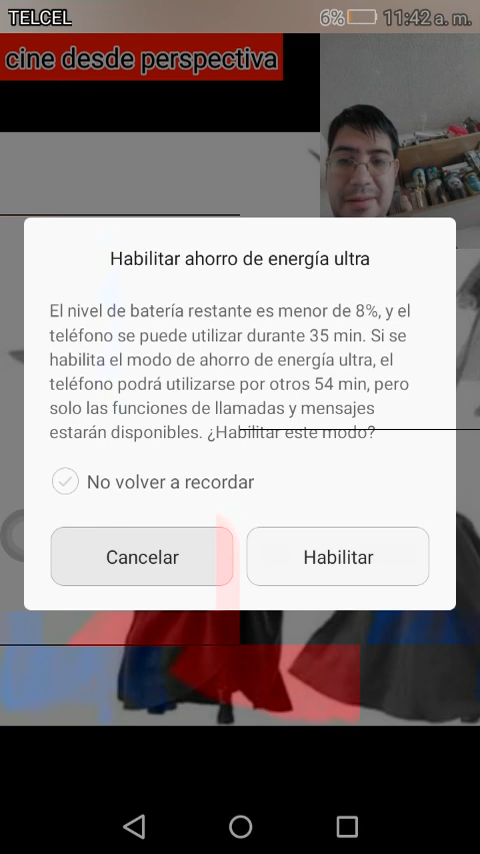 TELCEL 6% 11:42 a. m.
cine desde perspectiva
Habilitar ahorro de energía ultra
El nivel de batería restante es menor de 8%, y el
teléfono se puede utilizar durante 35 min. Si se
habilita el modo de ahorro de energía ultra, el
teléfono podrá utilizarse por otros 54 min, pero
solo las funciones de llamadas y mensajes
estarán disponibles. ¿Habilitar este modo?
No volver a recordar
Cancelar Habilitar